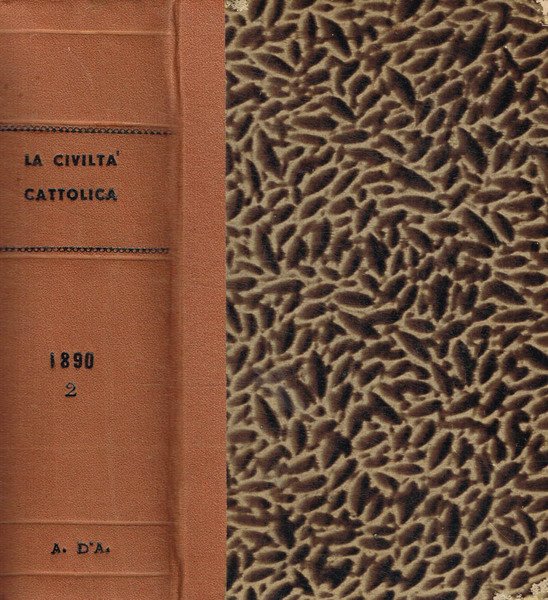 LA CIVILTA'
CATTOLICA
1890
2
A. D'A.